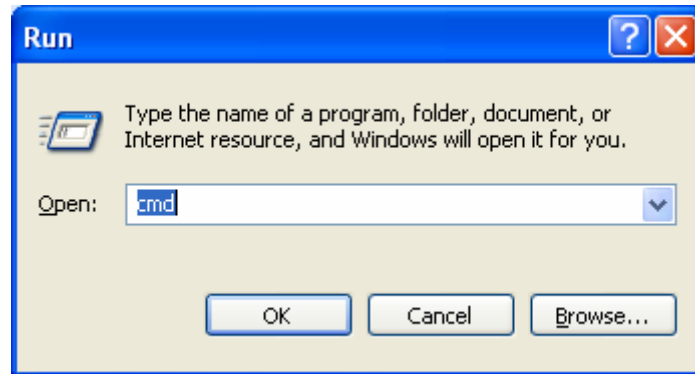 Run
Type the name of a program, folder, document, or
Internet resource, and Windows will open it for you.
Open: cmd
OK Cancel Browse...